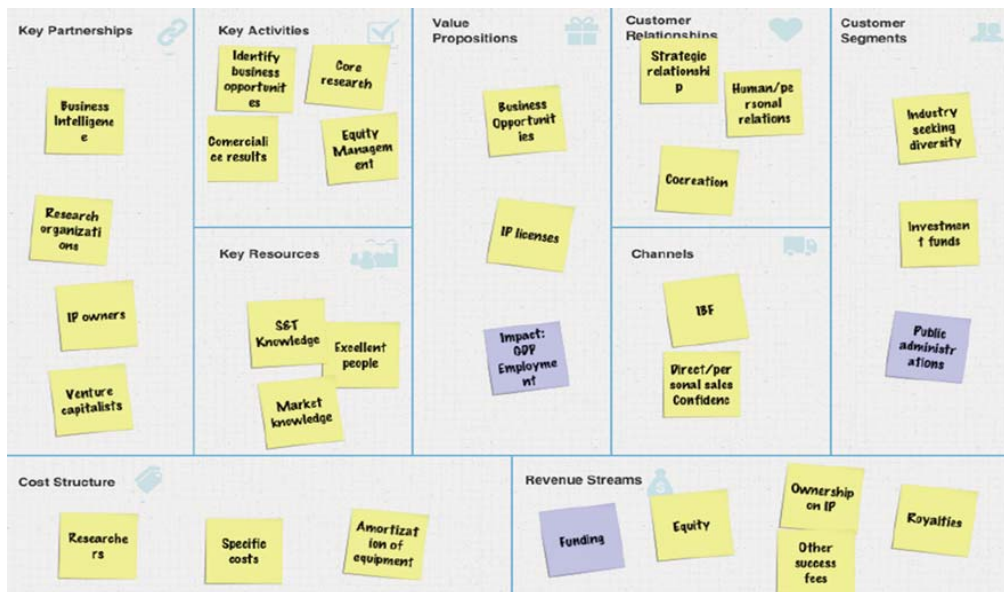 Key Partnerships
Business
Intelligenc
e
Research
organizati
ons
IP owners
Venture
capitalists
Key Activities
Identify
business
opportunit
es
Core
research
Comerciali
ce results
Equity
Managem
ent
Key Resources
S&T
Knowledge
Excellent
people
Market
knowledge
Value
Propositions
Business
Opportunit
ies
IP licenses
Impact:
GDP
Employme
nt
Customer
Relationships
Strategic
relationshi
p
Human/pe
rsonal
relations
Cocreation
Channels
IBF
Direct/per
sonal sales
Confidenc
Customer
Segments
Industry
seeking
diversity
Investmen
t funds
Public
administr
ations
Cost Structure
Researche
rs
Specific
costs
Amortizat
ion of
equipment
Revenue Streams
Funding
Equity
Ownership
on IP
Other
success
fees
Royalties